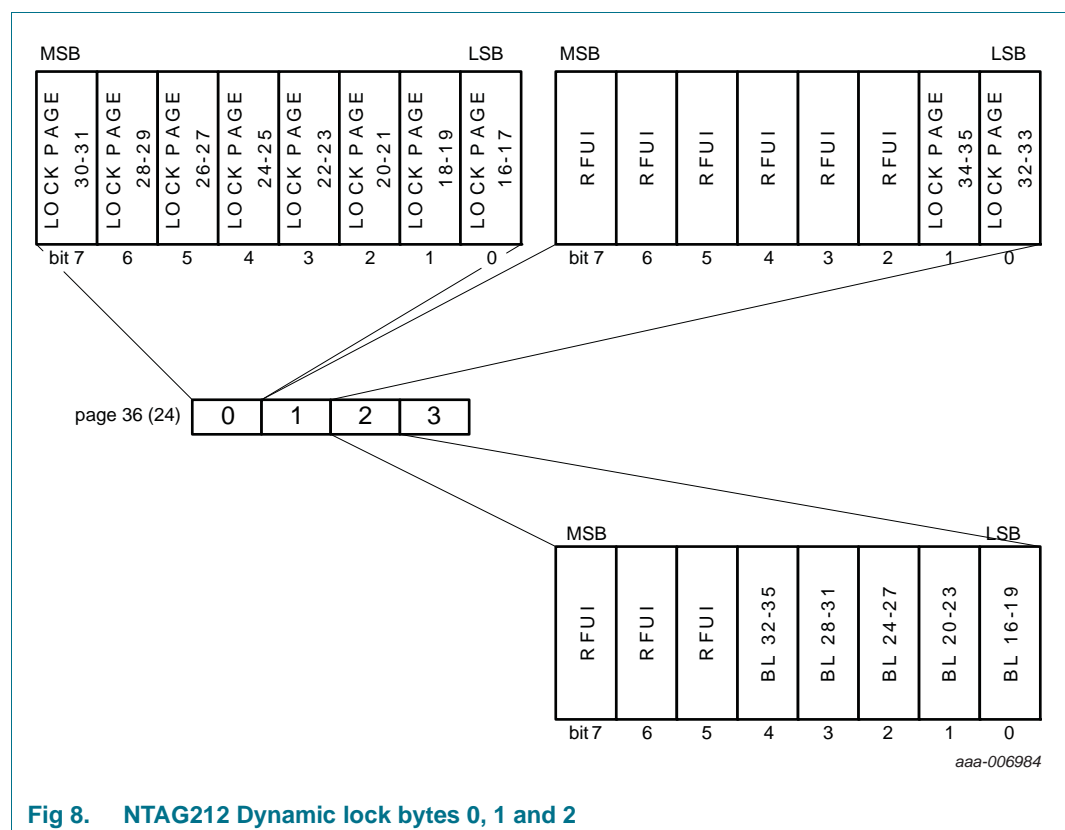 MSB LSB
LOCK PAGE 30-31
LOCK PAGE 28-29
LOCK PAGE 26-27
LOCK PAGE 24-25
LOCK PAGE 22-23
LOCK PAGE 20-21
LOCK PAGE 18-19
LOCK PAGE 16-17
bit 7 6 5 4 3 2 1 0
MSB LSB
RFUI
RFUI
RFUI
RFUI
RFUI
RFUI
LOCK PAGE 34-35
LOCK PAGE 32-33
bit 7 6 5 4 3 2 1 0
page 36 (24) 0 1 2 3
MSB LSB
RFUI
RFUI
RFUI
BL 32-35
BL 28-31
BL 24-27
BL 20-23
BL 16-19
bit 7 6 5 4 3 2 1 0
aaa-006984
Fig 8. NTAG212 Dynamic lock bytes 0, 1 and 2